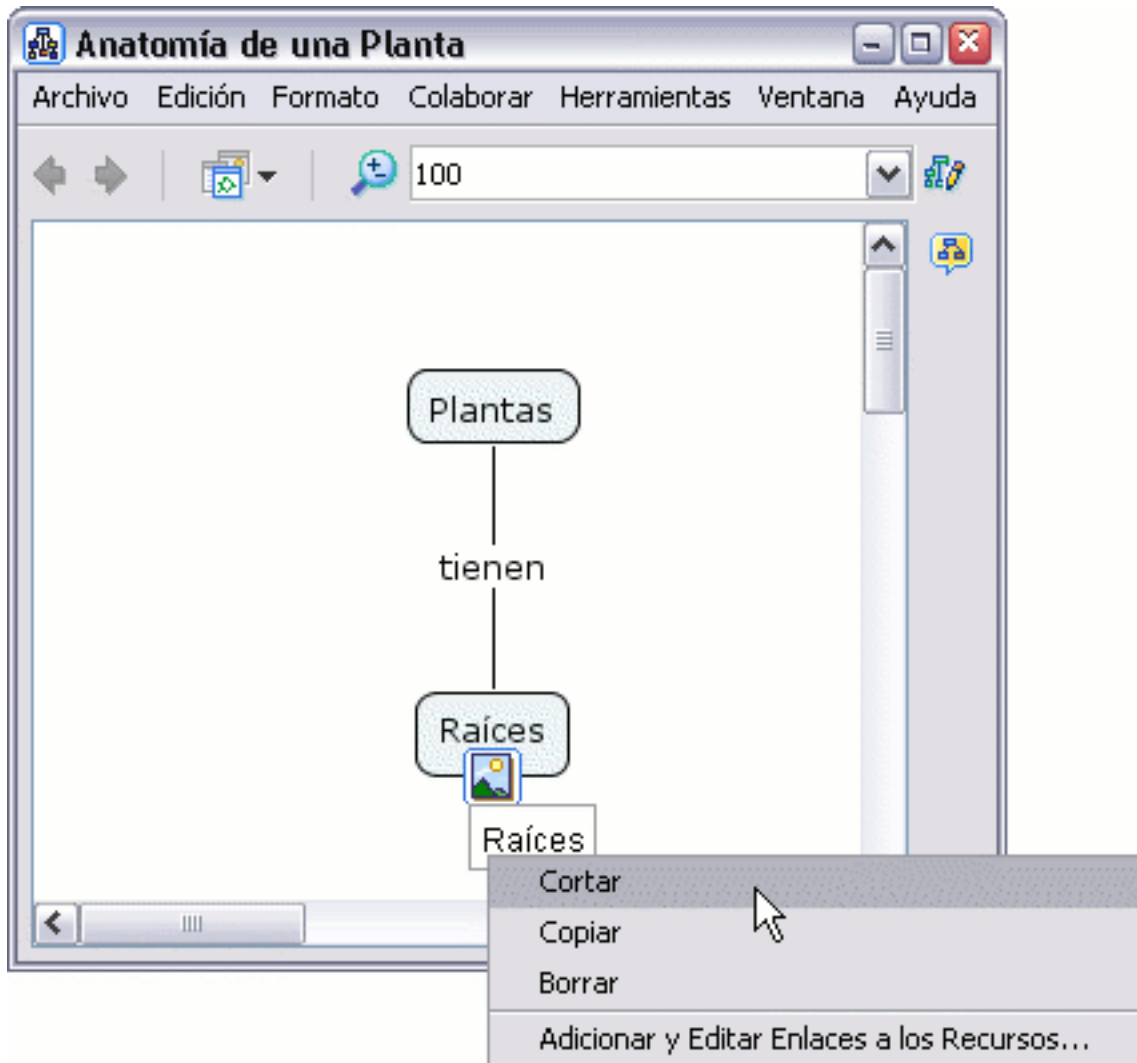 Anatomía de una Planta
Archivo Edición Formato Colaborar Herramientas Ventana Ayuda
100
Plantas
tienen
Raíces
Raíces
Cortar
Copiar
Borrar
Adicionar y Editar Enlaces a los Recursos...